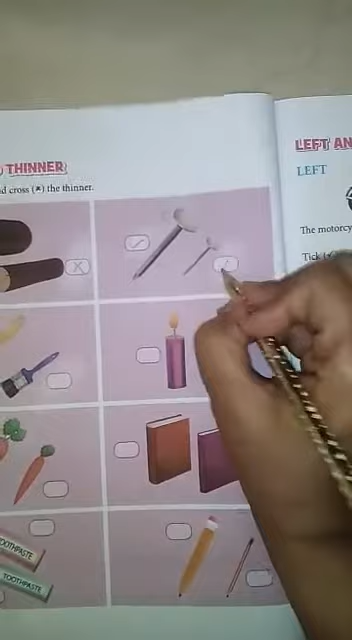 THINNER
LEFT AN
LEFT
d cross (×) the thinner.
The motorcy
Tick (
TOOTHPASTE
TOOTHPASTE